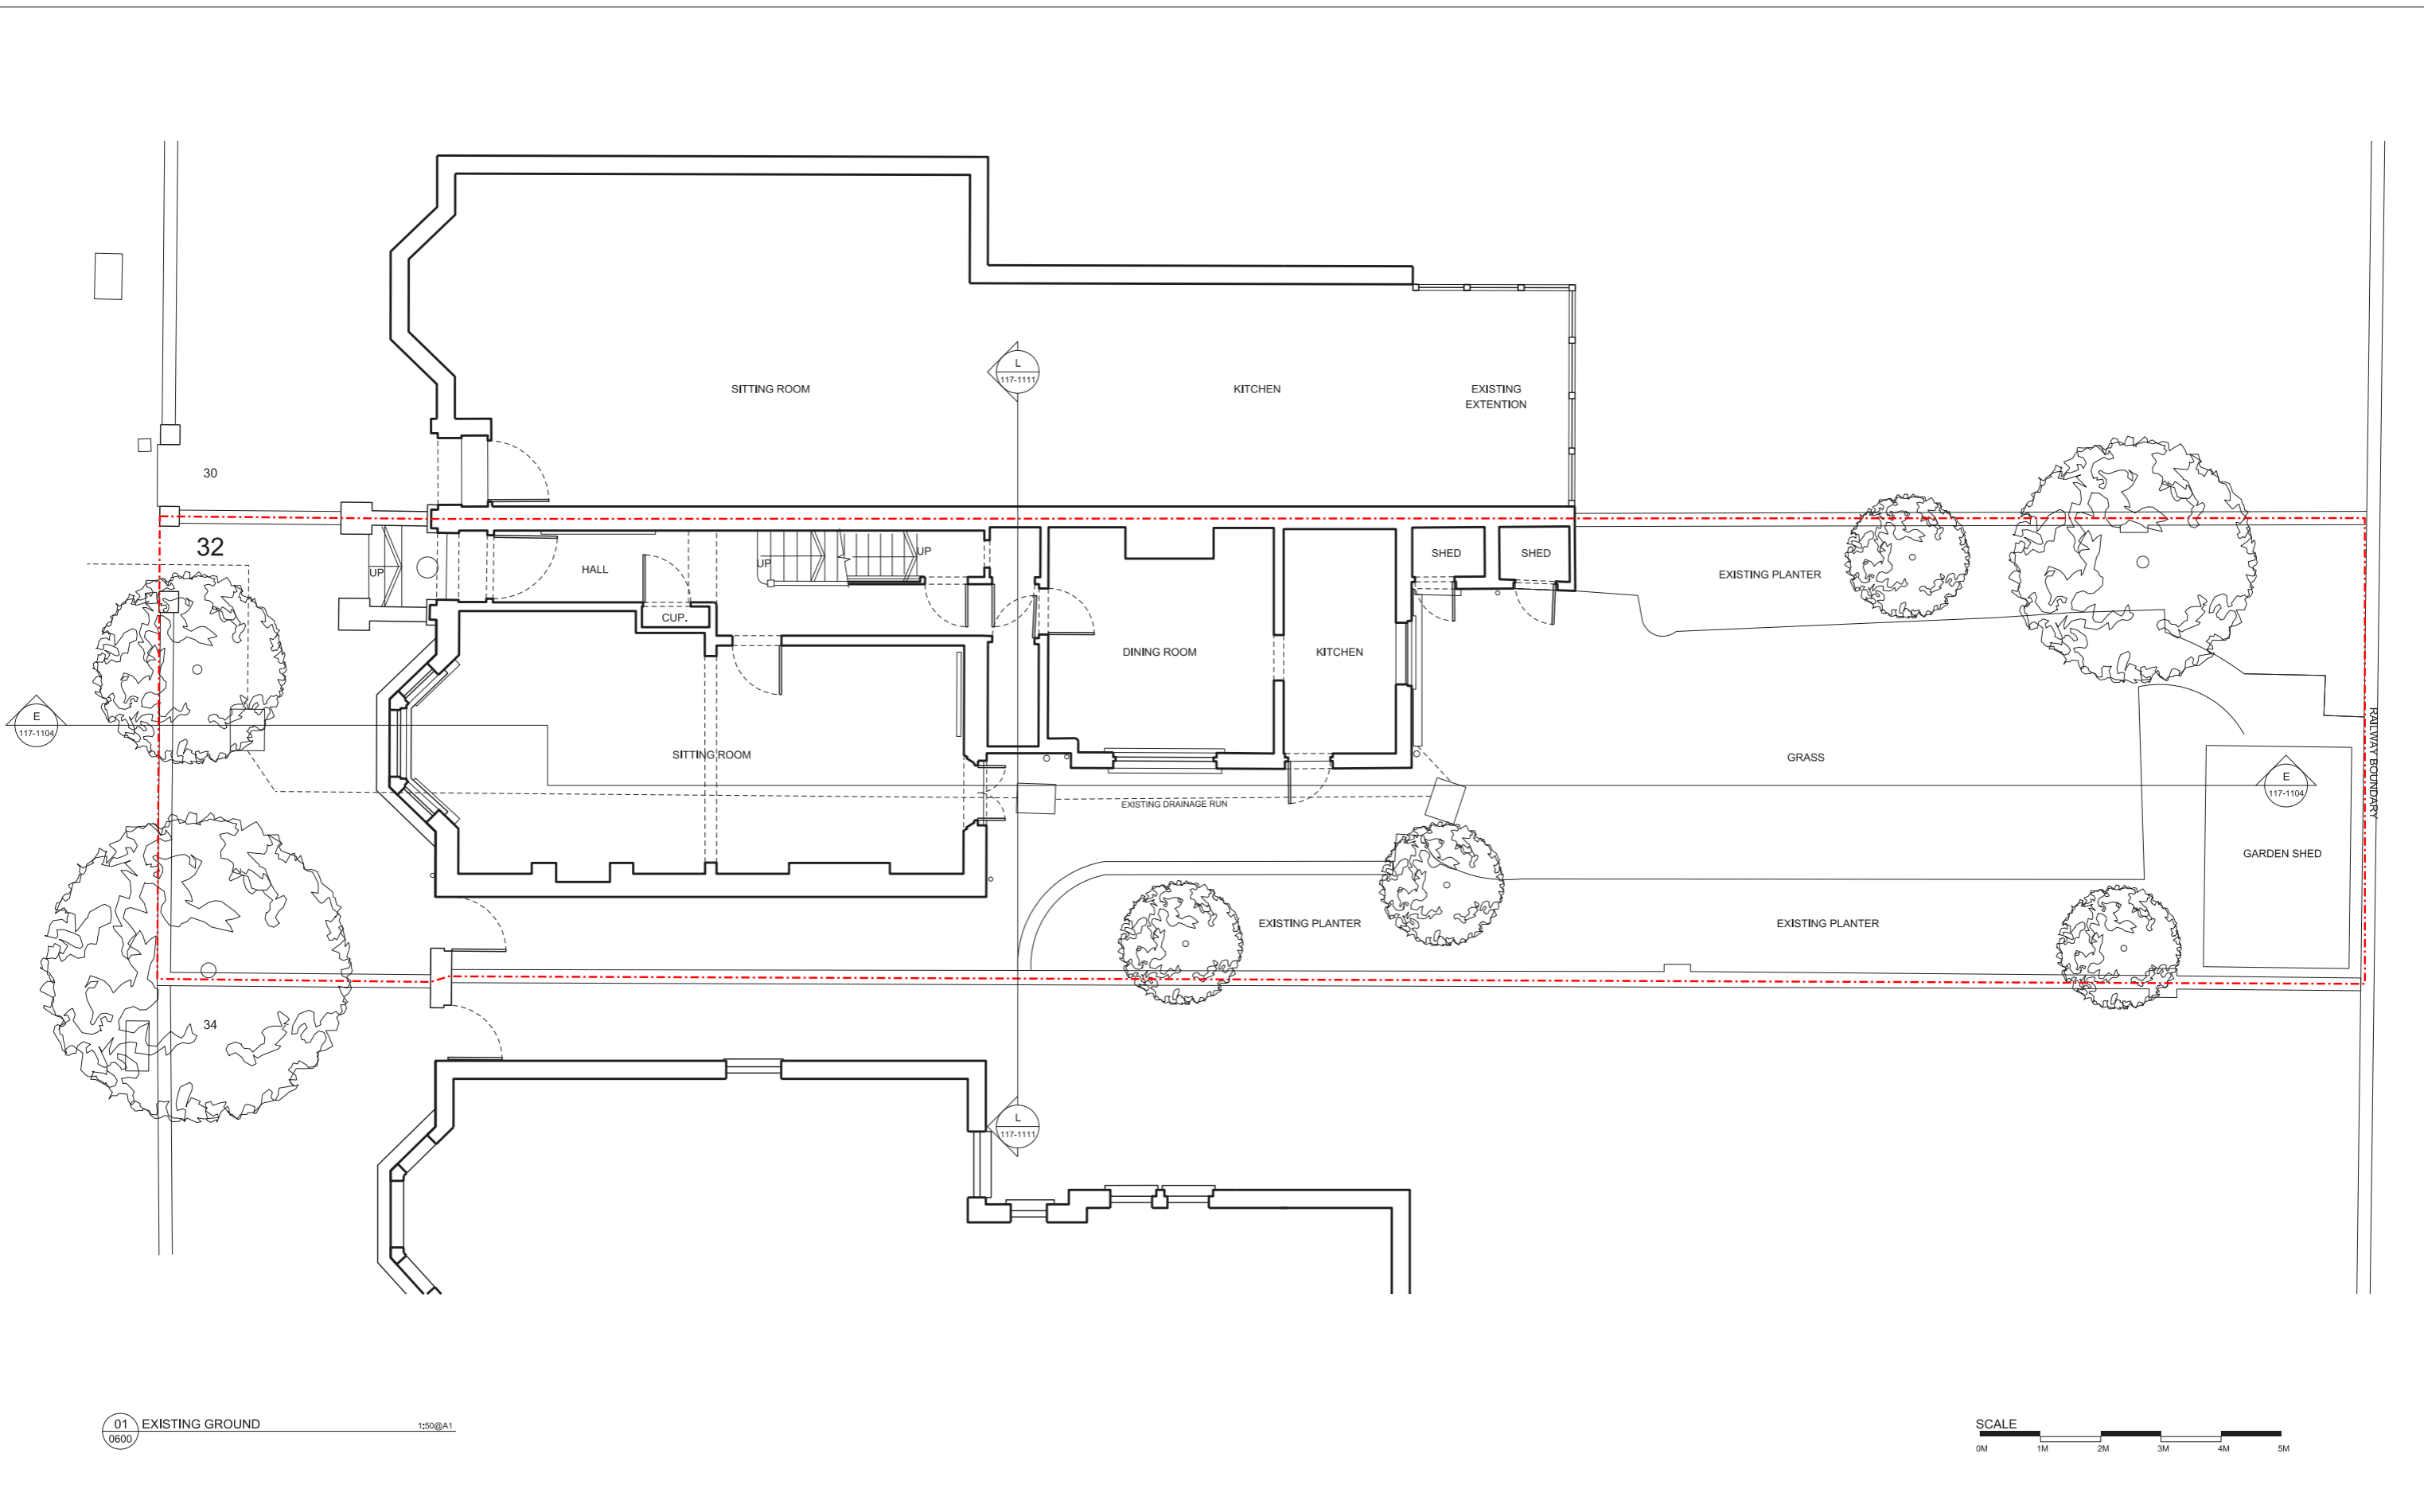 L
117-1111
SITTING ROOM
KITCHEN
EXISTING
EXTENTION
30
32
UP
HALL
UP
UP
SHED
SHED
EXISTING PLANTER
CUP.
DINING ROOM
KITCHEN
E
117-1104
SITTING ROOM
GRASS
RAILWAY BOUNDARY
E
117-1104
EXISTING DRAINAGE RUN
GARDEN SHED
EXISTING PLANTER
EXISTING PLANTER
34
L
117-1111
01
0600
EXISTING GROUND
1:50@A1
SCALE
0M 1M 2M 3M 4M 5M